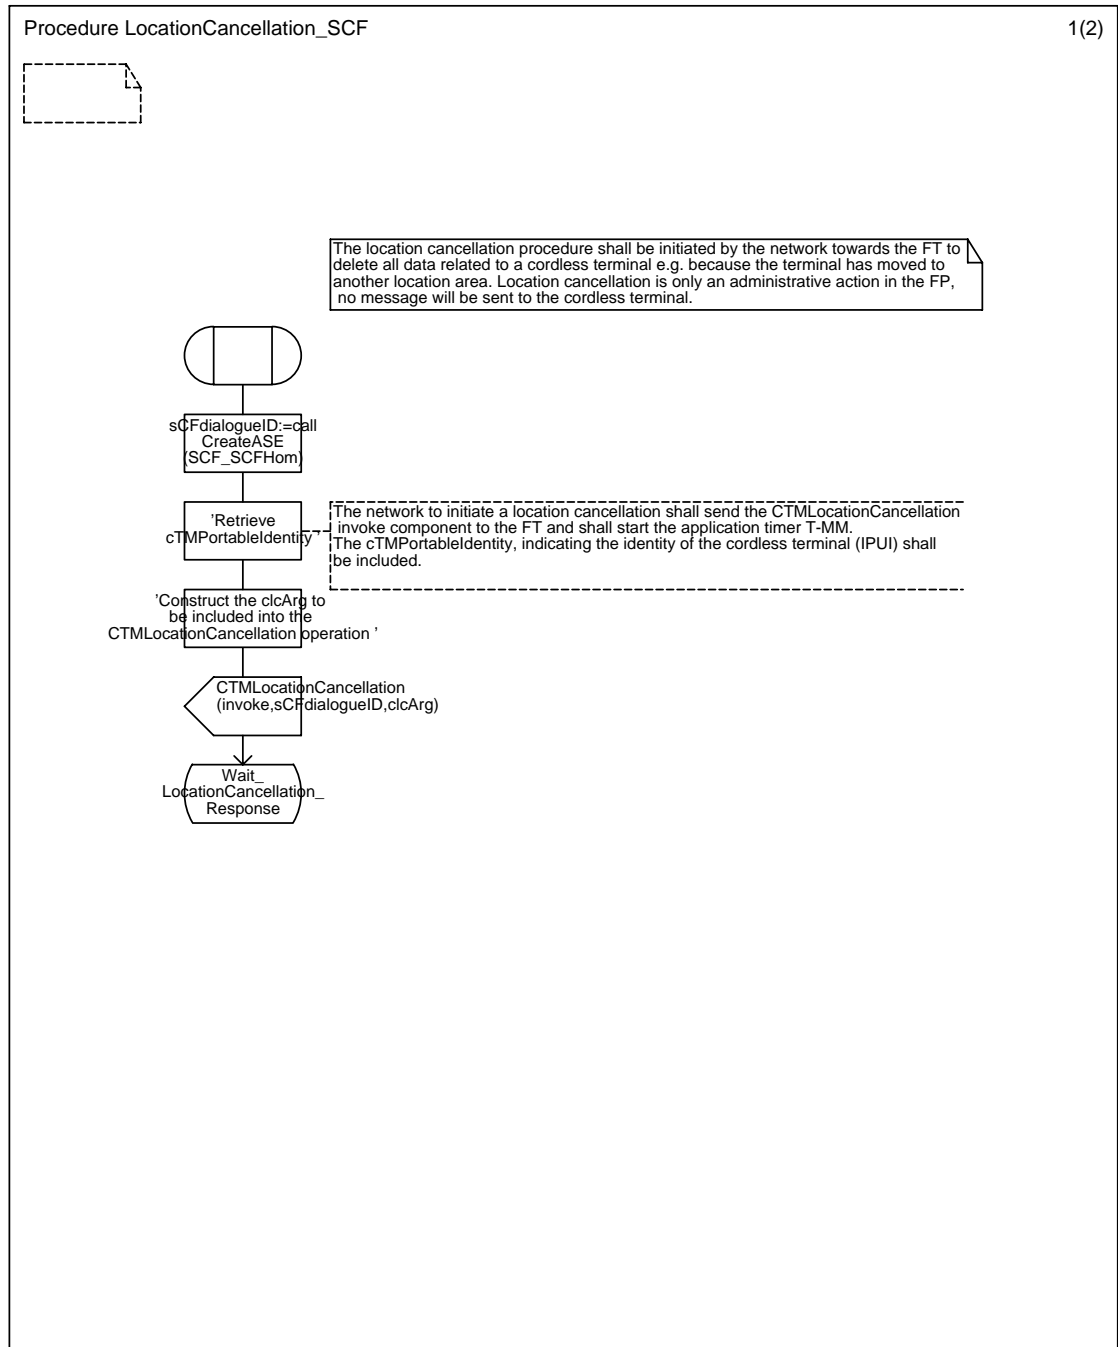 Procedure LocationCancellation_SCF
1(2)
The location cancellation procedure shall be initiated by the network towards the FT to
delete all data related to a cordless terminal e.g. because the terminal has moved to
another location area. Location cancellation is only an administrative action in the FP,
no message will be sent to the cordless terminal.
sCFdialogueID:=call
CreateASE
(SCF_SCFHom)
'Retrieve
cTMPortableIdentity '
The network to initiate a location cancellation shall send the CTMLocationCancellation
invoke component to the FT and shall start the application timer T-MM.
The cTMPortableIdentity, indicating the identity of the cordless terminal (IPUI) shall
be included.
'Construct the clcArg to
be included into the
CTMLocationCancellation operation '
CTMLocationCancellation
(invoke,sCFdialogueID,clcArg)
Wait_
LocationCancellation_
Response